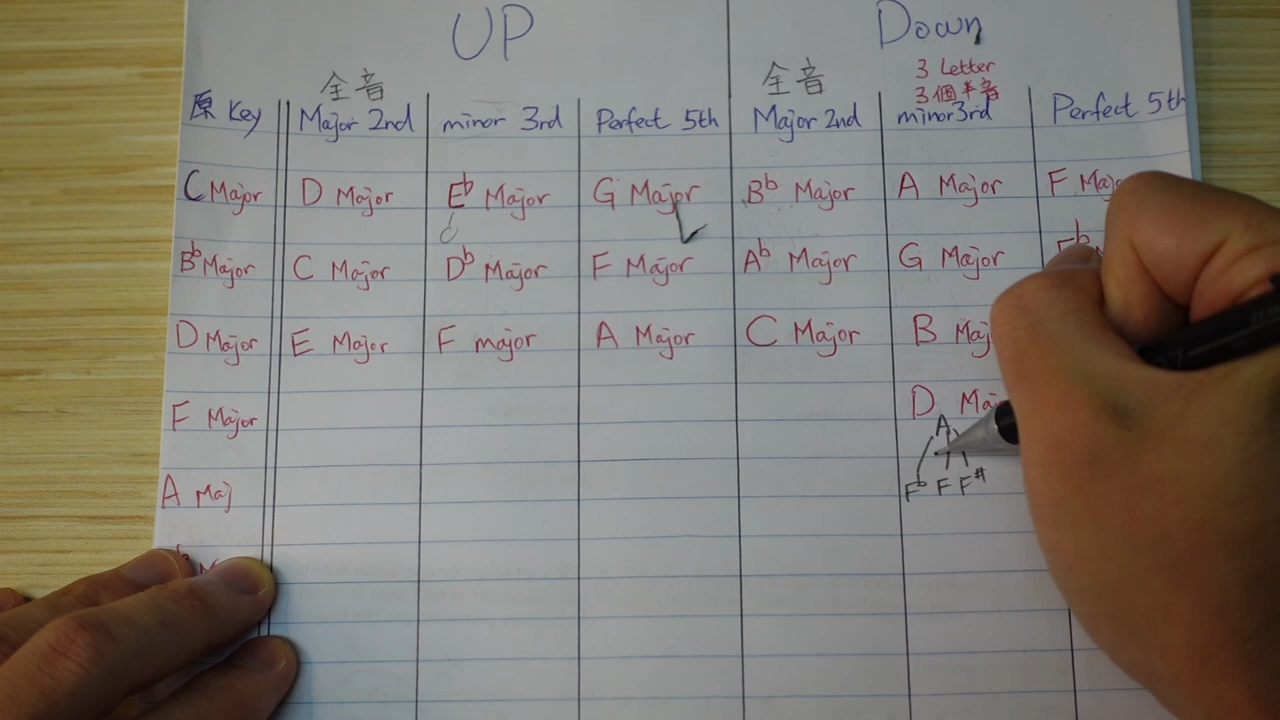 UP Down
全音 全音 3 Letter
3個半音
原 Key Major 2nd minor 3rd Perfect 5th Major 2nd minor 3rd Perfect 5th
C Major D Major E♭ Major G Major B♭ Major A Major F
B♭ Major C Major D♭ Major F Major A♭ Major G Major
D Major E Major F major A Major C Major B
F Major D
A
A Maj F♭ F F#